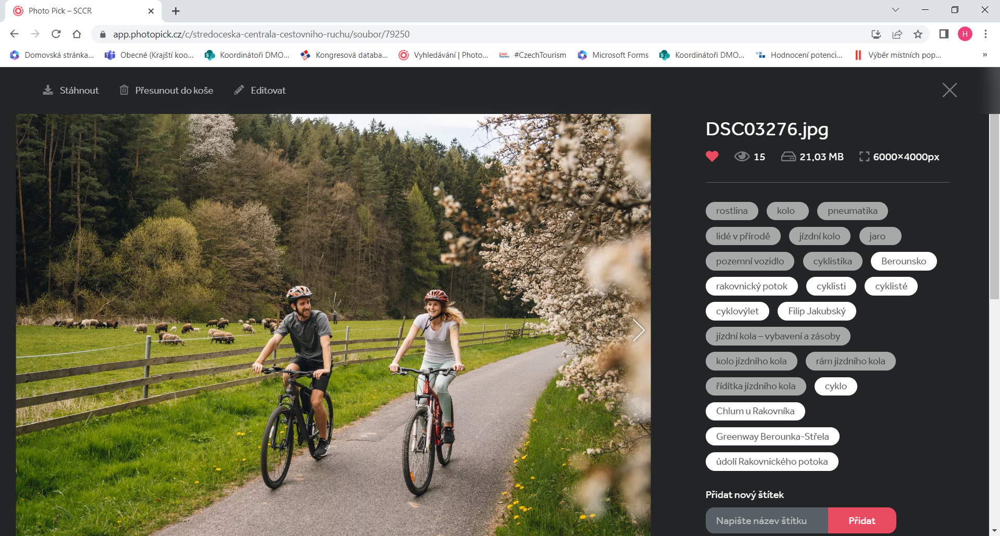 Photo Pick – SCCR
app.photopick.cz/c/stredoceska-centrala-cestovniho-ruchu/soubor/79250
H
Domovská stránka... Obecné (Krajští koo... Koordinátoři DMO... Kongresová databa... Vyhledávání | Photo... #CzechTourism Microsoft Forms Koordinátoři DMO... Hodnocení potenci... Výběr místních pop... »
Stáhnout Přesunout do koše Editovat
DSC03276.jpg
15 21,03 MB 6000×4000px
rostlina kolo pneumatika
lidé v přírodě jízdní kolo jaro
pozemní vozidlo cyklistika Berounsko
rakovnický potok cyklisti cyklisté
cyklovýlet Filip Jakubský
jízdní kola – vybavení a zásoby
kolo jízdního kola rám jízdního kola
řídítka jízdního kola cyklo
Chlum u Rakovníka
Greenway Berounka-Střela
údolí Rakovnického potoka
Přidat nový štítek
Napište název štítku Přidat